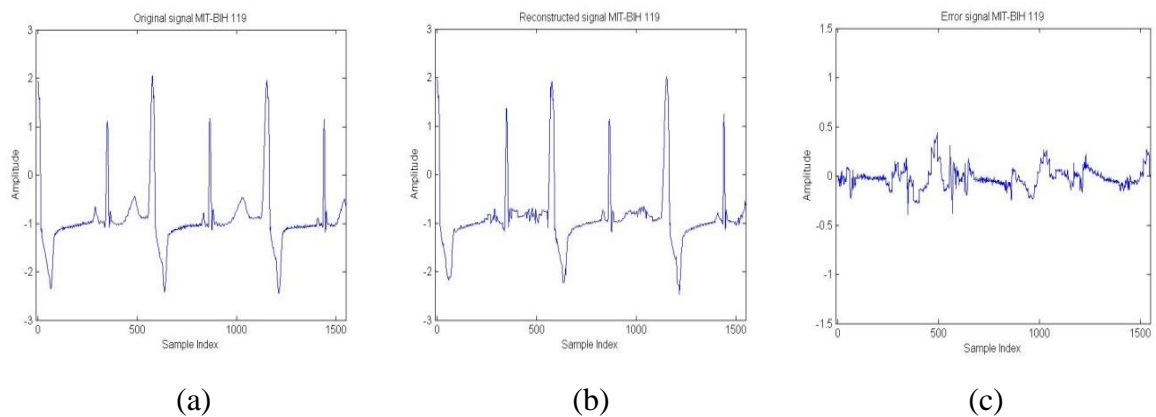 Original signal MIT-BIH 119
3
2
1
0
-1
-2
-3
Amplitude
0 500 1000 1500
Sample Index
(a)
Reconstructed signal MIT-BIH 119
3
2
1
0
-1
-2
-3
Amplitude
0 500 1000 1500
Sample Index
(b)
Error signal MIT-BIH 119
1.5
1
0.5
0
-0.5
-1
-1.5
Amplitude
0 500 1000 1500
Sample Index
(c)